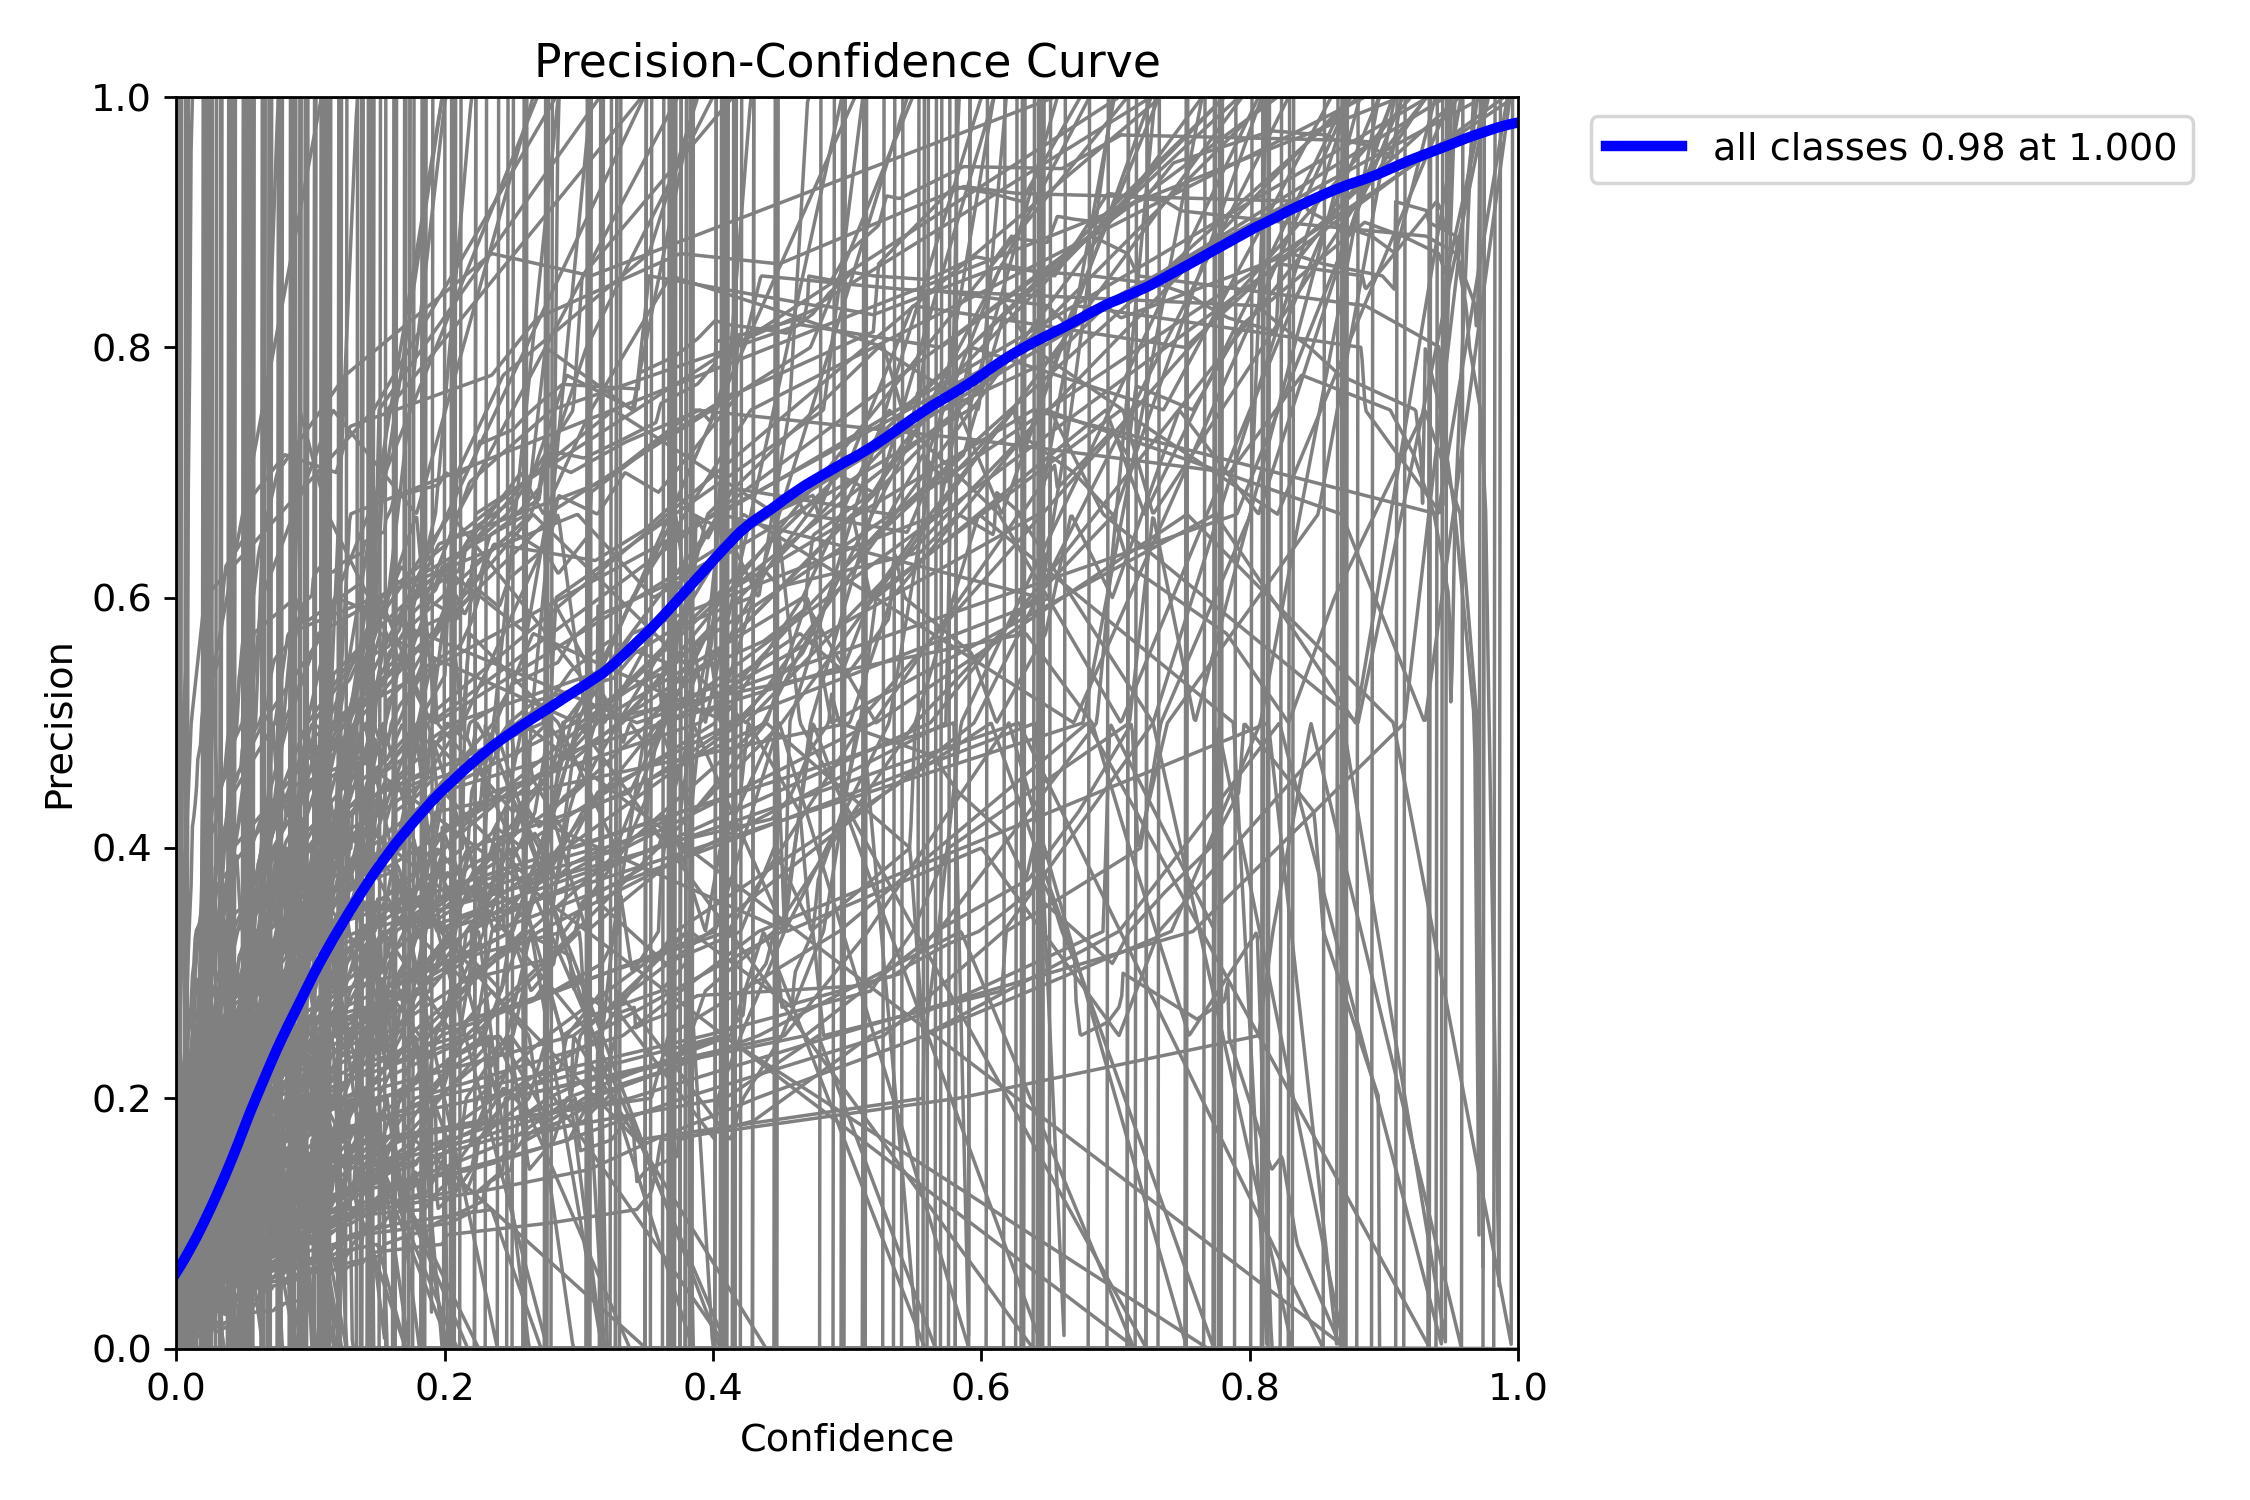 Precision-Confidence Curve
all classes 0.98 at 1.000
1.0
0.8
0.6
0.4
0.2
0.0
Precision
0.0 0.2 0.4 0.6 0.8 1.0
Confidence